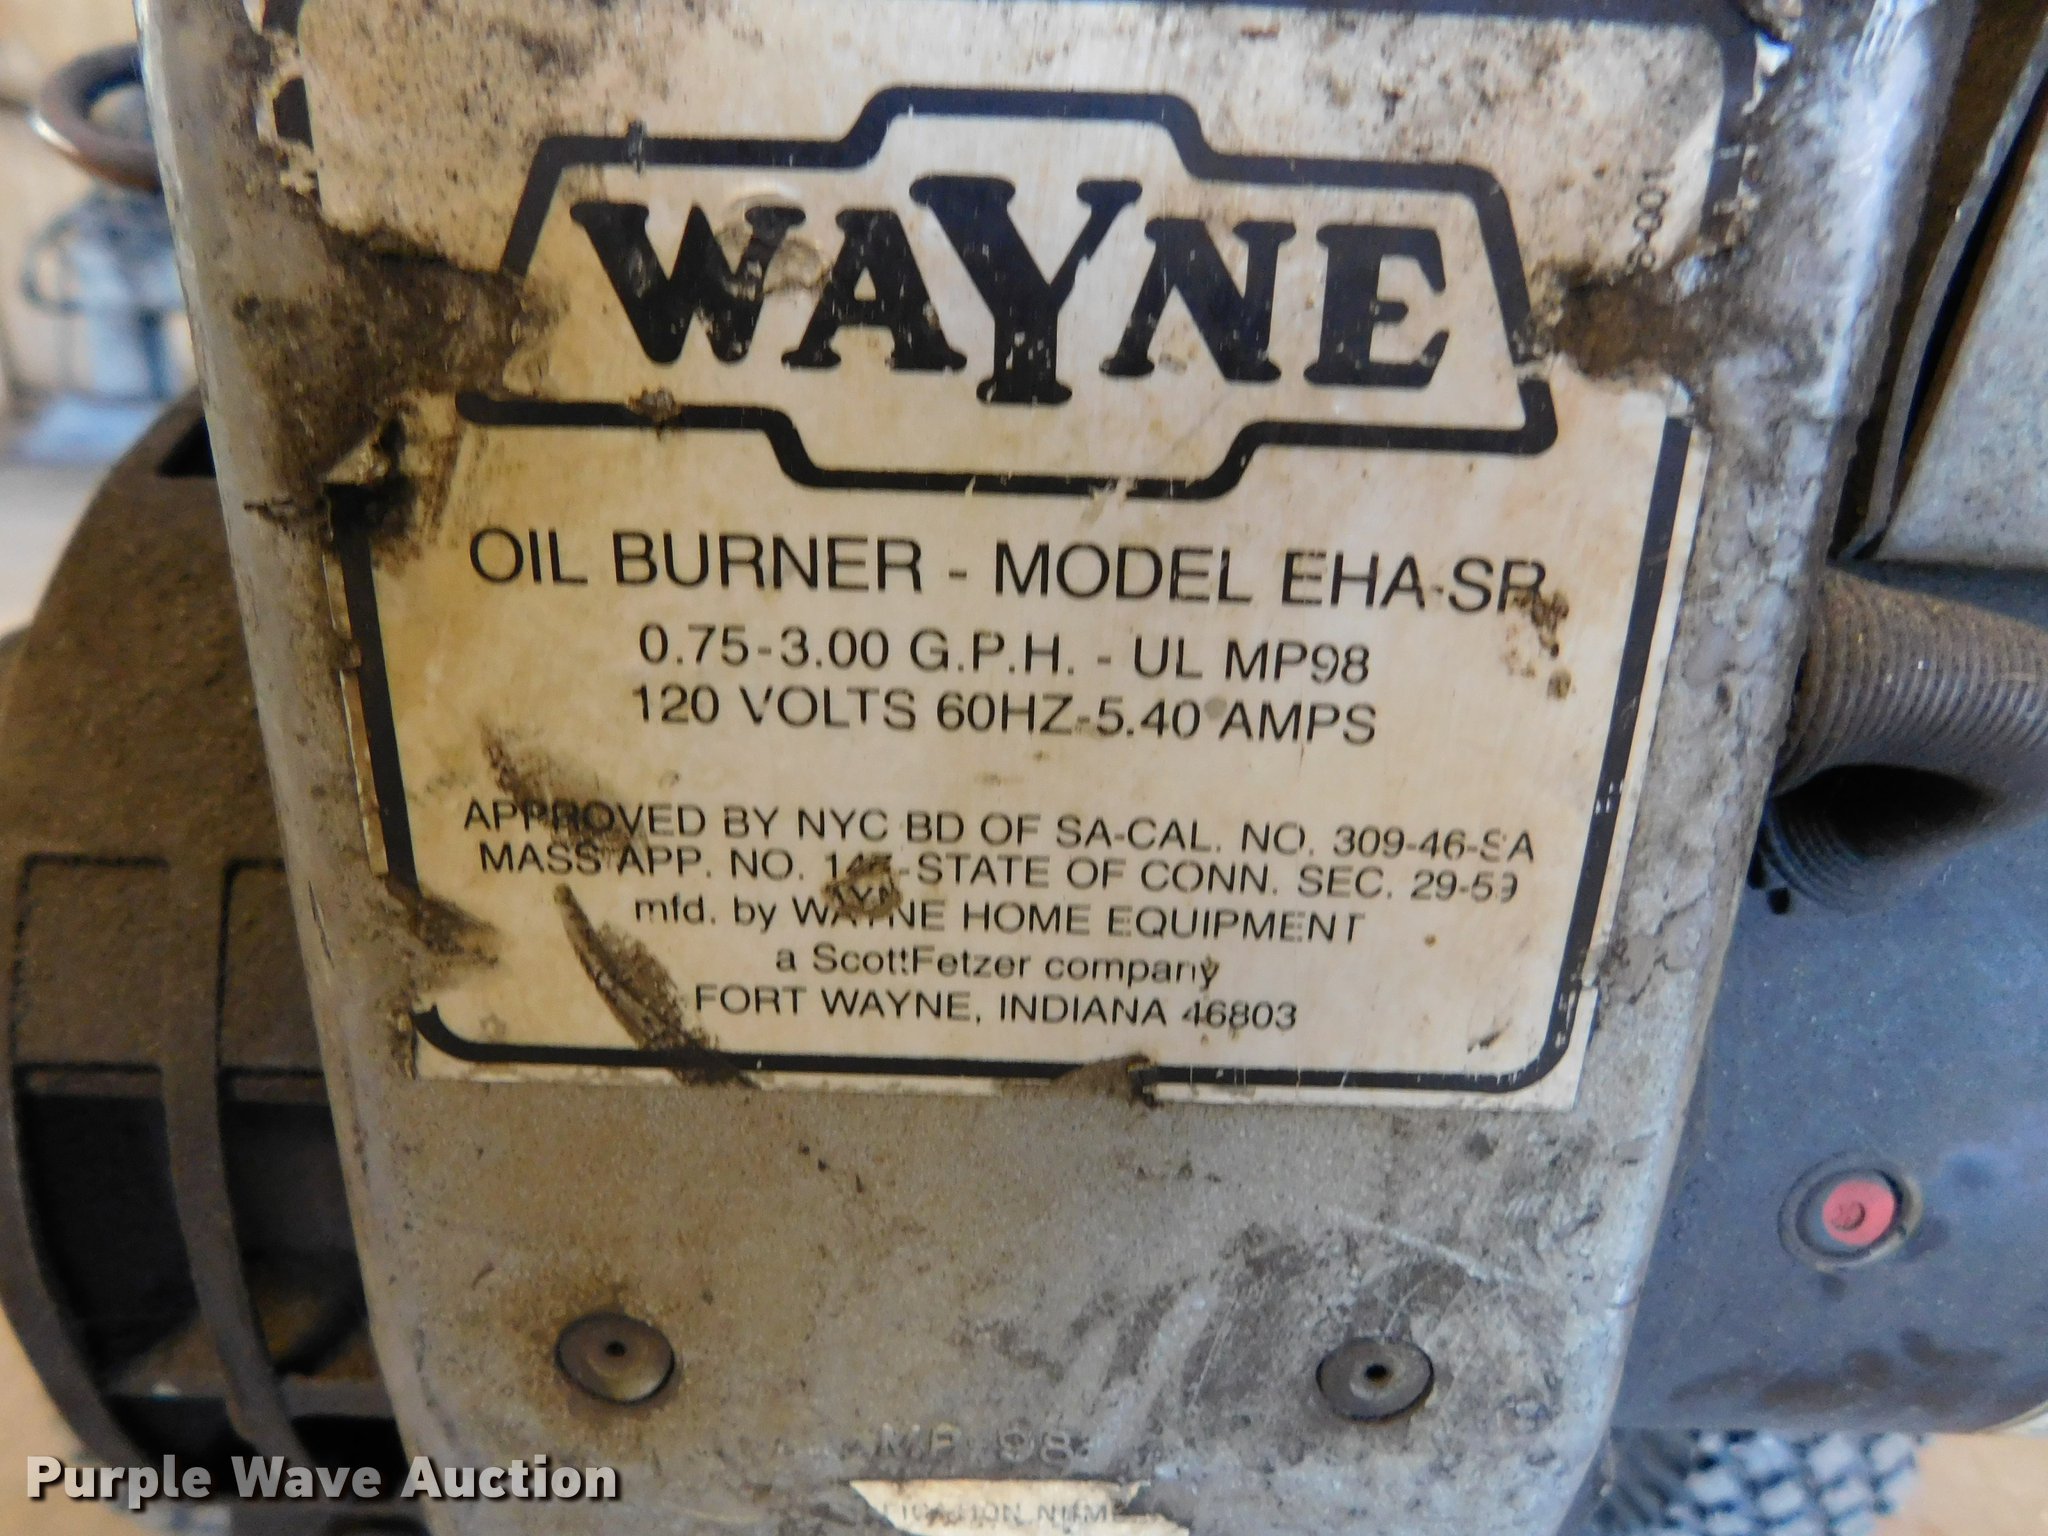 WAYNE
OIL BURNER - MODEL EHA-SR
0.75-3.00 G.P.H. - UL MP98
120 VOLTS 60HZ-5.40 AMPS
APPROVED BY NYC BD OF SA-CAL. NO. 309-46-SA
MASS APP. NO. -STATE OF CONN. SEC. 29-59
mfd. by WAYNE HOME EQUIPMENT
a ScottFetzer company
FORT WAYNE, INDIANA 46803
MP 98
Purple Wave Auction